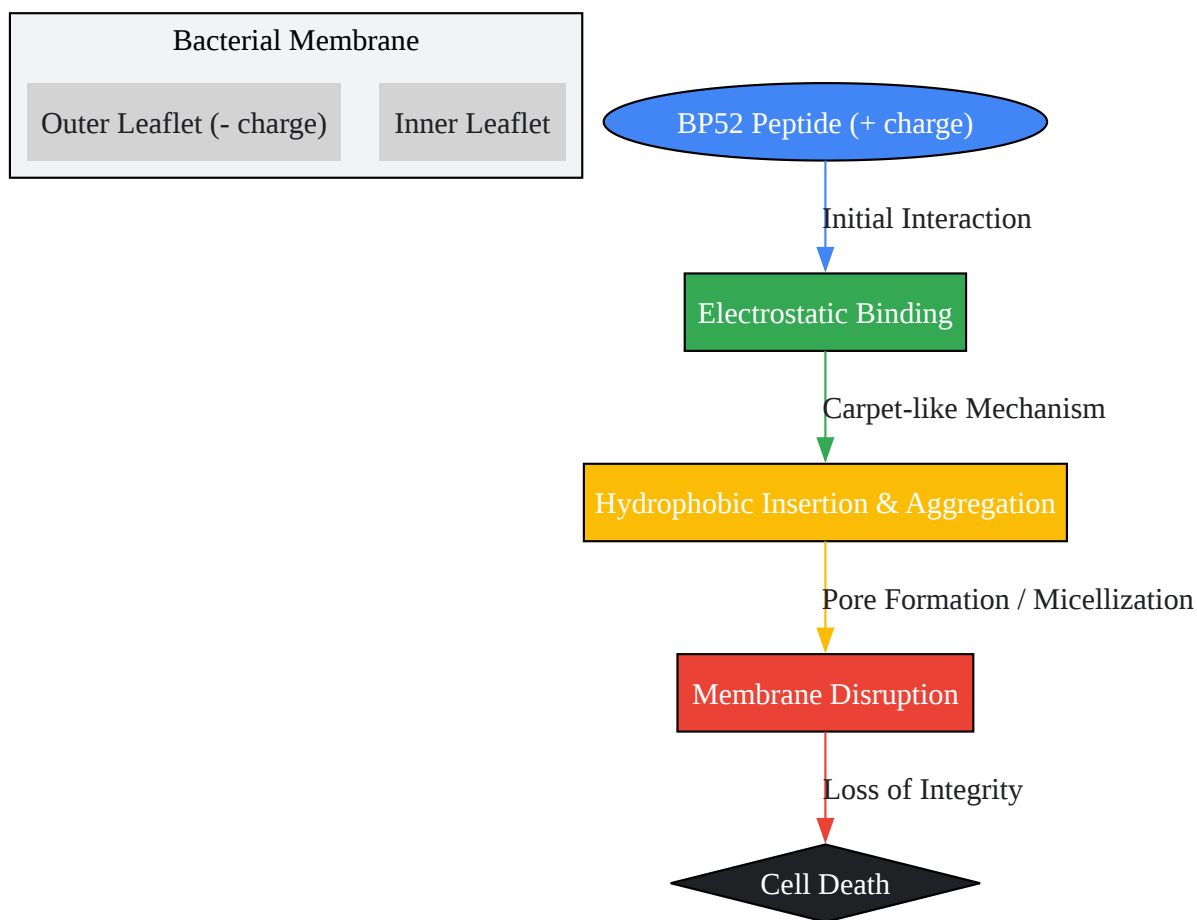 Bacterial Membrane
Outer Leaflet (- charge)
Inner Leaflet
BP52 Peptide (+ charge)
Initial Interaction
Electrostatic Binding
Carpet-like Mechanism
Hydrophobic Insertion & Aggregation
Pore Formation / Micellization
Membrane Disruption
Loss of Integrity
Cell Death